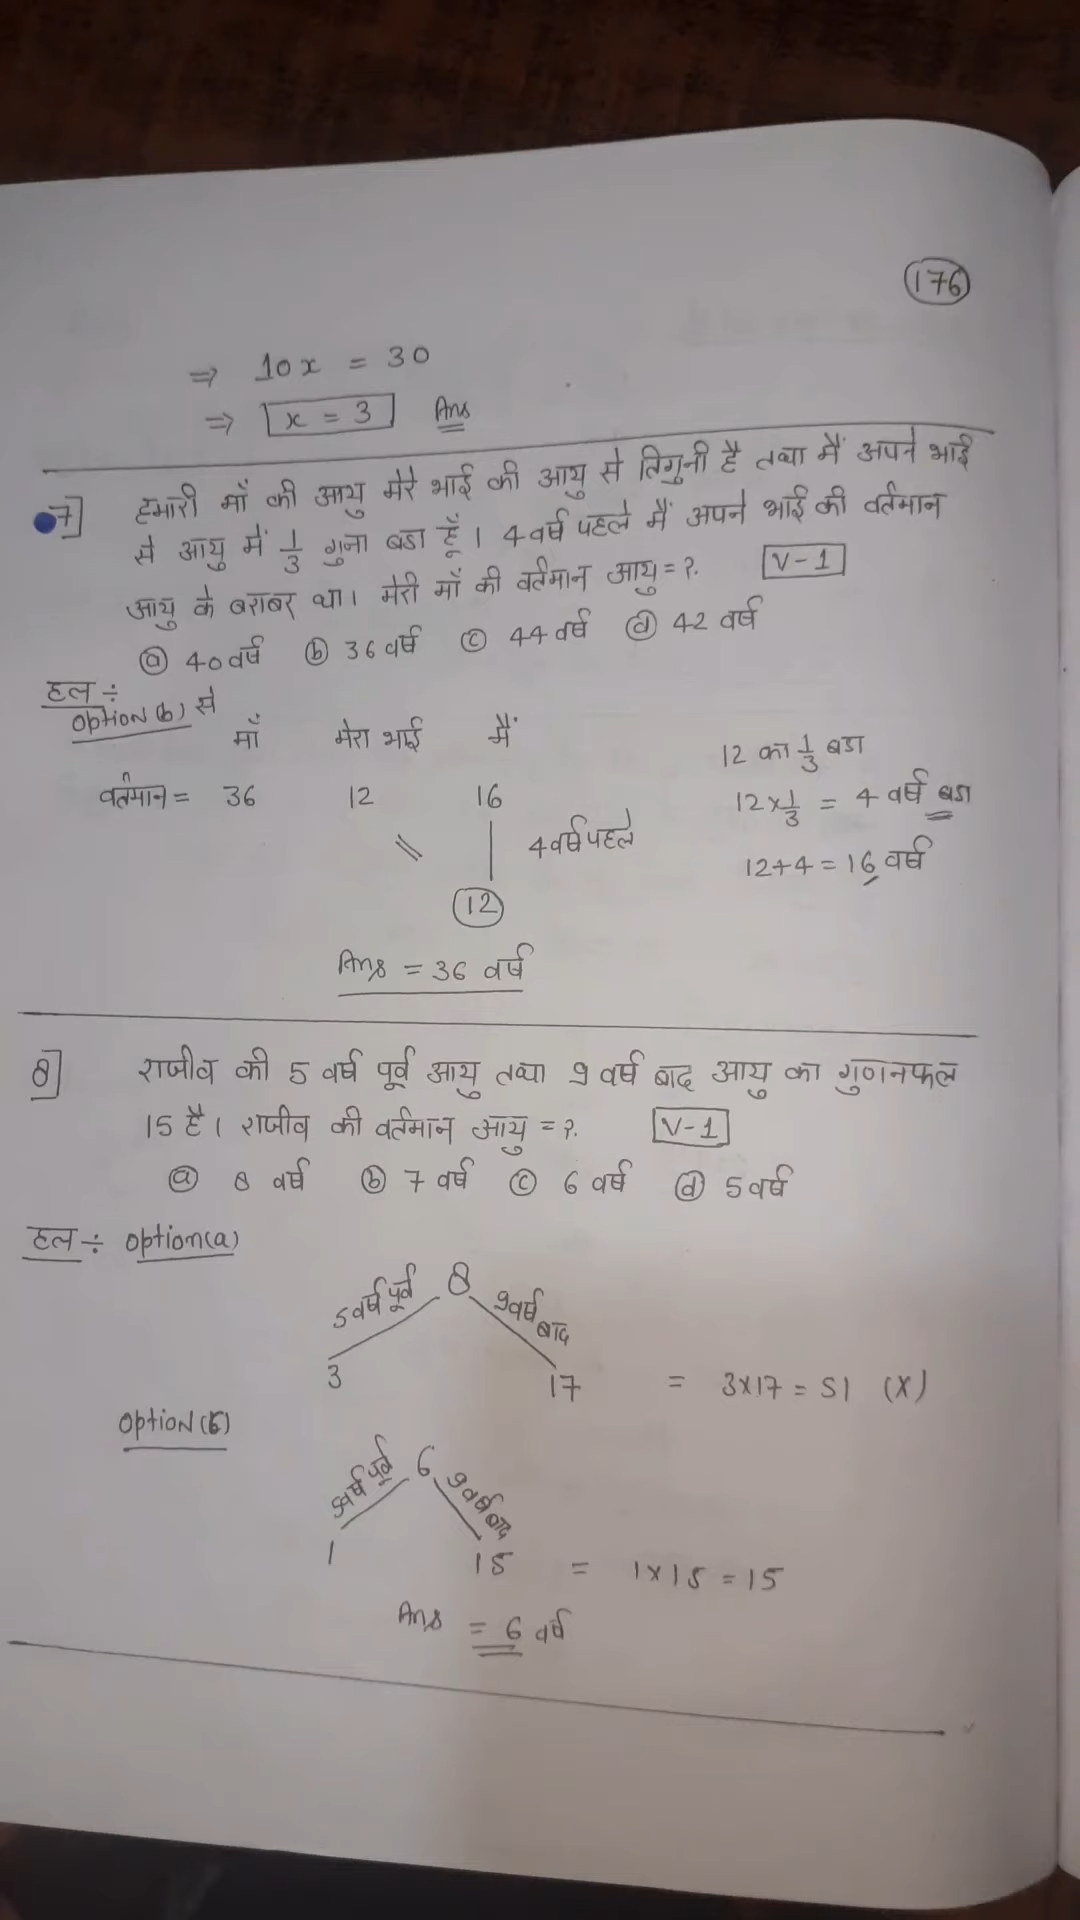 176
⇒ 10x = 30
⇒ x = 3 Ans
7] हमारी माँ की आयु मेरे भाई की आयु से तिगुनी है तथा मैं अपने भाई
से आयु में 1/3 गुना बडा हूँ। 4 वर्ष पहले मैं अपने भाई की वर्तमान
आयु के बराबर था। मेरी माँ की वर्तमान आयु = ?. V-1
(a) 40 वर्ष (b) 36 वर्ष (c) 44 वर्ष (d) 42 वर्ष
हल ÷
option (b) से
माँ मेरा भाई मैं
12 का 1/3 बडा
वर्तमान = 36 12 16
12 × 1/3 = 4 वर्ष बडा
= 4 वर्ष पहले
12 + 4 = 16 वर्ष
12
Ans = 36 वर्ष
8] राजीव की 5 वर्ष पूर्व आयु तथा 9 वर्ष बाद आयु का गुणनफल
15 है। राजीव की वर्तमान आयु = ?. V-1
(a) 8 वर्ष (b) 7 वर्ष (c) 6 वर्ष (d) 5 वर्ष
हल ÷ option (a)
5 वर्ष पूर्व 8 9 वर्ष बाद
3 17 = 3×17 = 51 (X)
option (c)
5 वर्ष पूर्व 6 9 वर्ष बाद
1 15 = 1×15 = 15
Ans = 6 वर्ष